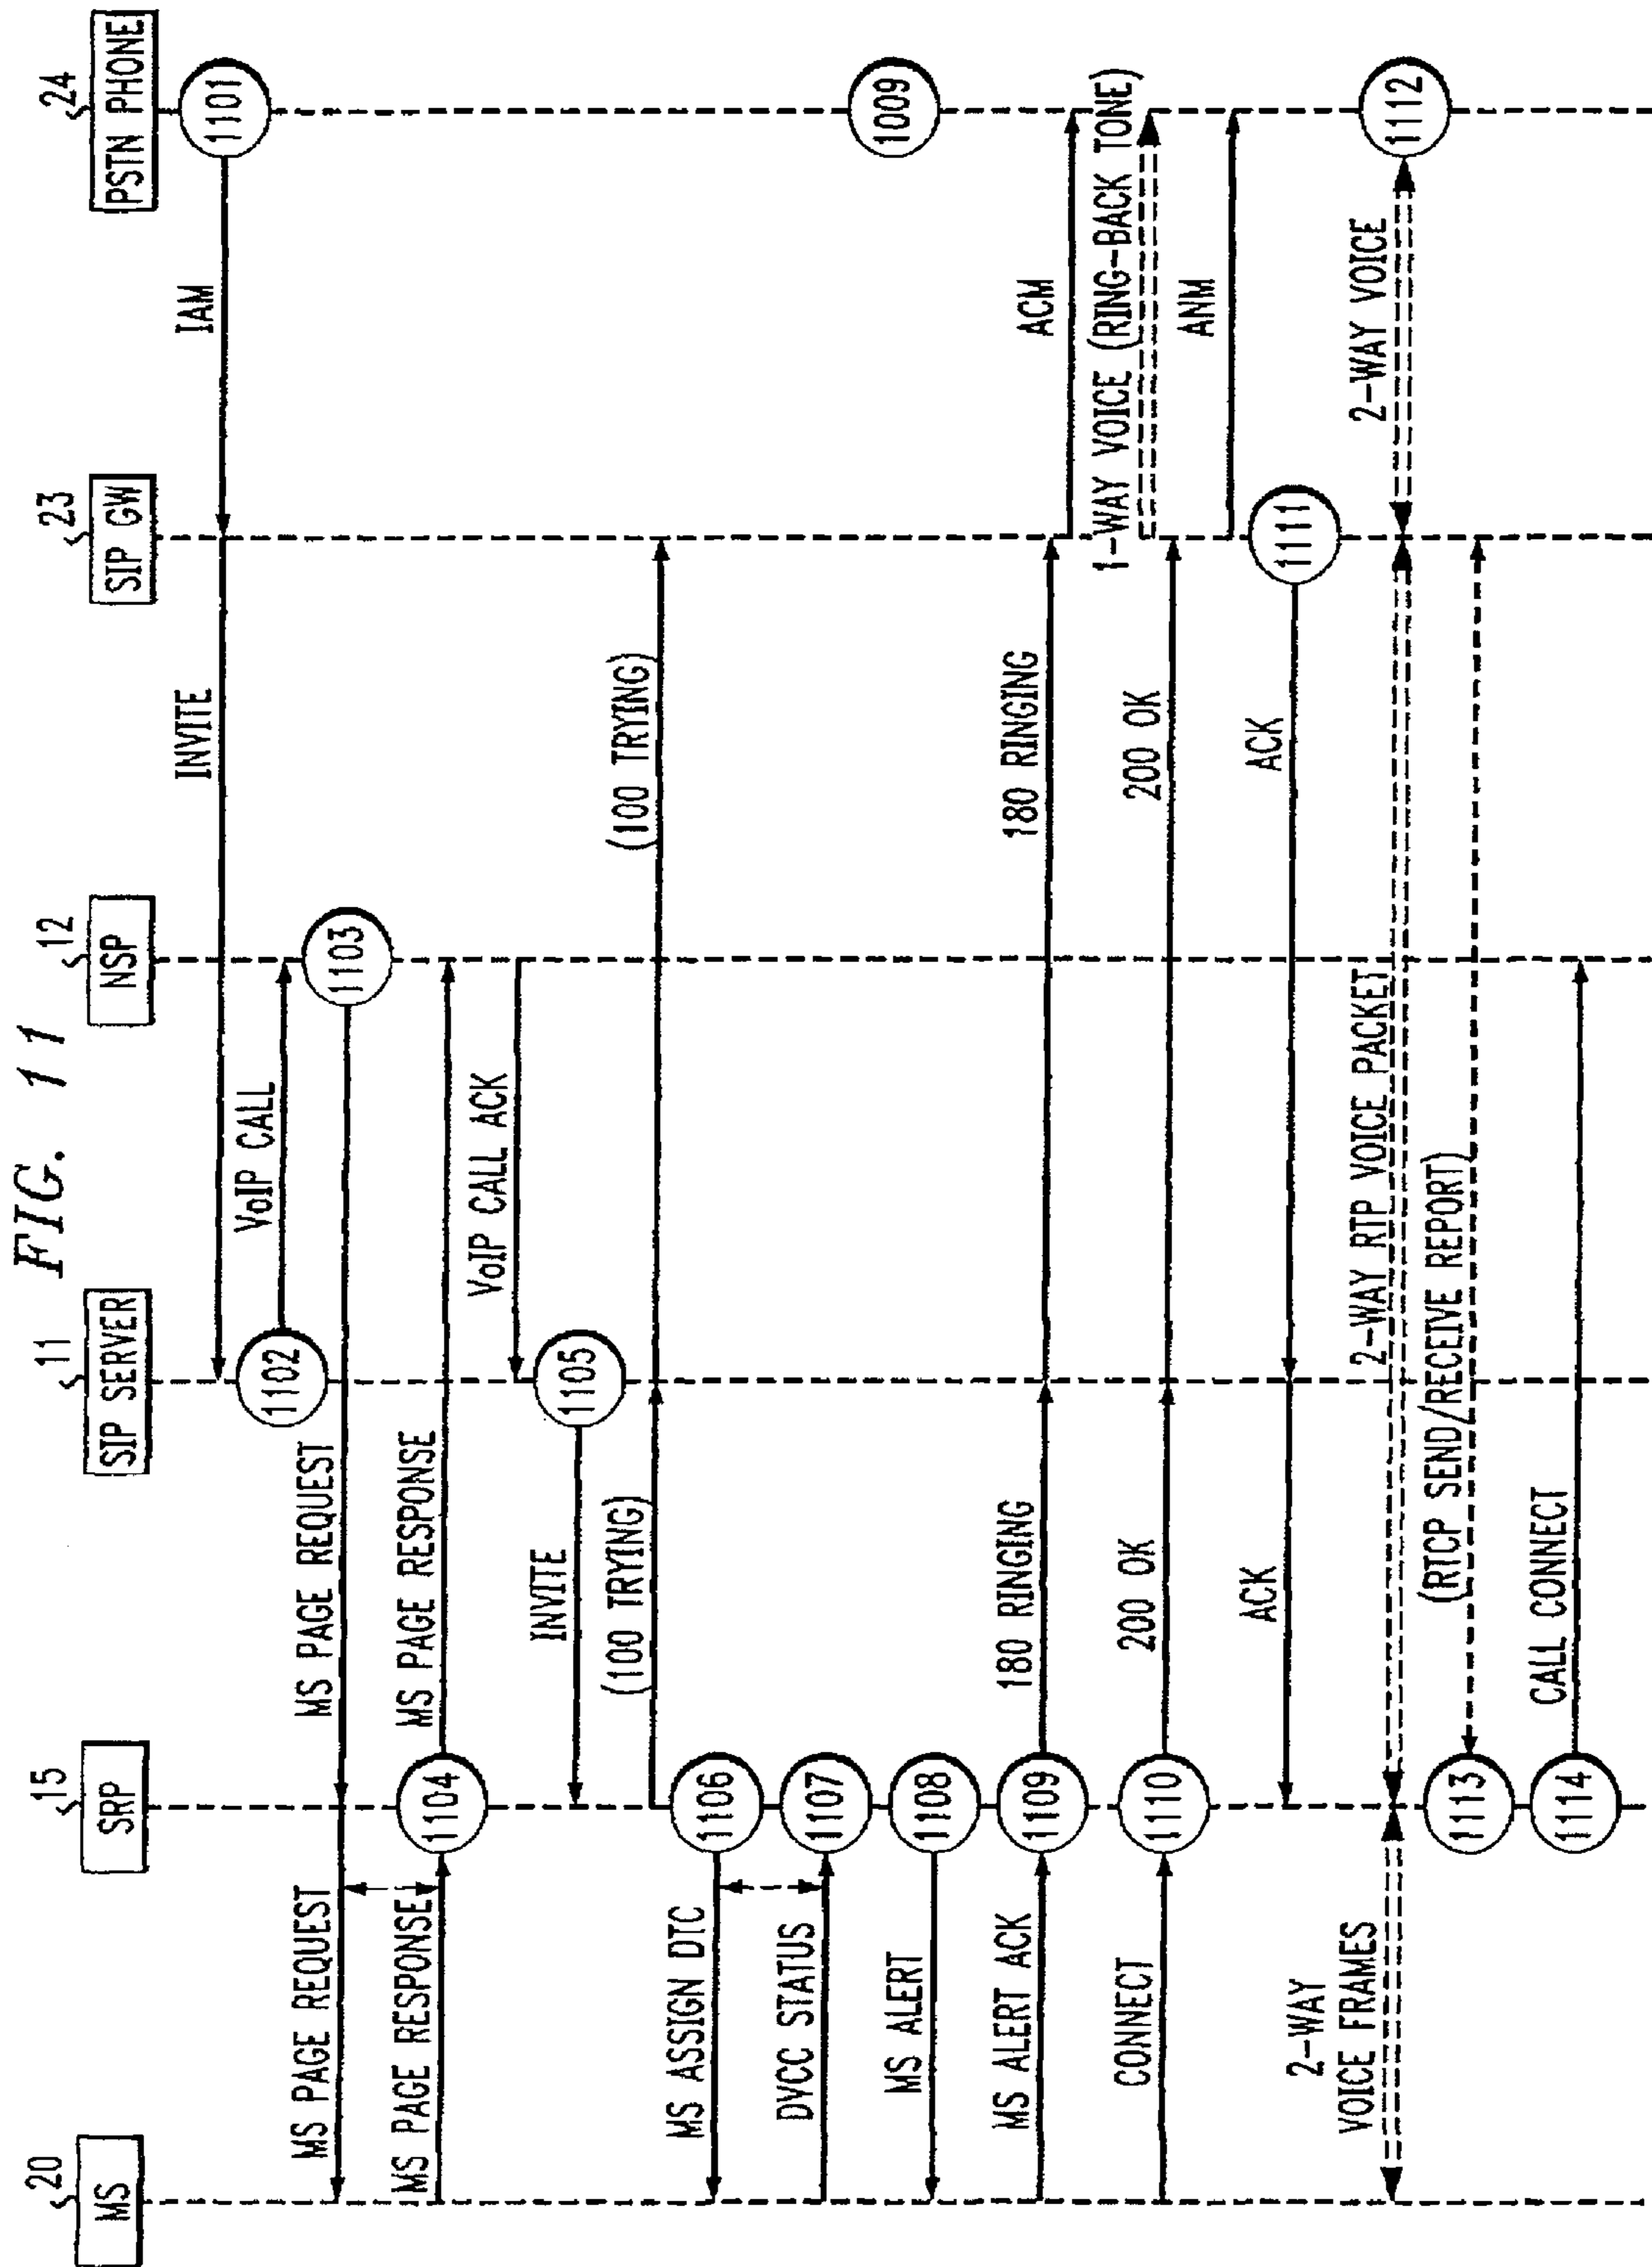 FIG. 11
20
15
11
12
23
24
MS
SRP
SIP SERVER
NSP
SIP GW
PSTN PHONE
1101
IAM
INVITE
1102
VoIP CALL
1103
MS PAGE REQUEST
MS PAGE REQUEST
MS PAGE RESPONSE
1104
MS PAGE RESPONSE
VoIP CALL ACK
1105
INVITE
(100 TRYING)
(100 TRYING)
MS ASSIGN DTC
1106
DVCC STATUS
1107
MS ALERT
1108
1009
MS ALERT ACK
1109
180 RINGING
180 RINGING
ACM
1-WAY VOICE (RING-BACK TONE)
CONNECT
1110
200 OK
200 OK
ANM
1111
ACK
ACK
2-WAY
VOICE FRAMES
2-WAY RTP VOICE PACKET
2-WAY VOICE
1112
1113
(RTCP SEND/RECEIVE REPORT)
1114
CALL CONNECT